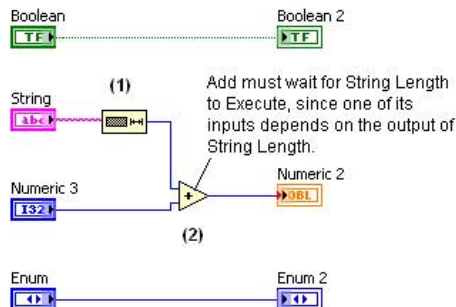 Boolean
Boolean 2
TF
TF
(1)
Add must wait for String Length
to Execute, since one of its
inputs depends on the output of
String Length.
String
abc
Numeric 3
Numeric 2
I32
+
DBL
(2)
Enum
Enum 2